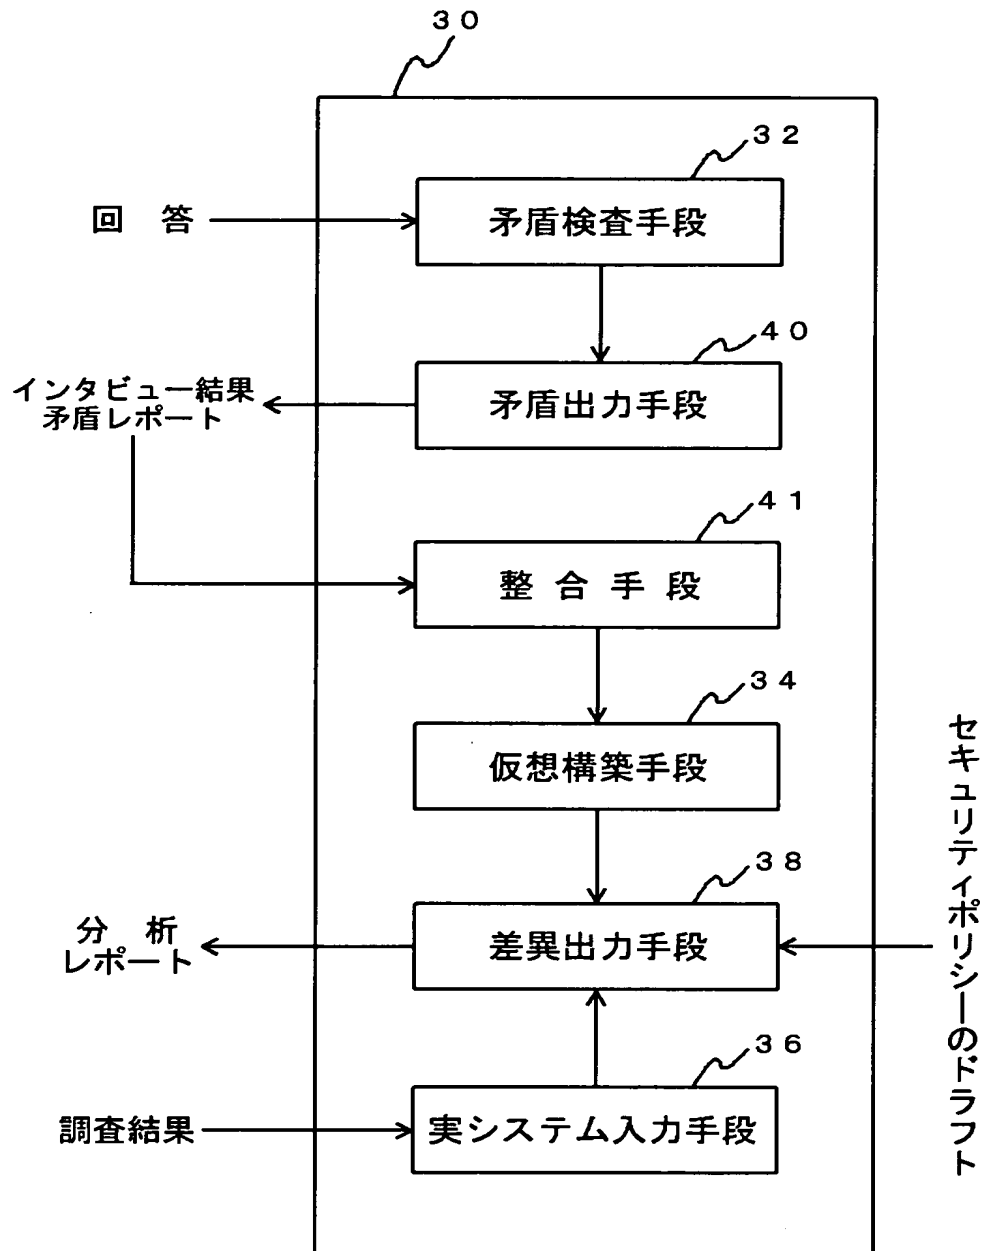 ３０
３２
回 答
矛盾検査手段
４０
インタビュー結果
矛盾レポート
矛盾出力手段
４１
整 合 手 段
３４
仮想構築手段
セキュリティポリシーのドラフト
３８
分 析
レポート
差異出力手段
３６
調査結果
実システム入力手段